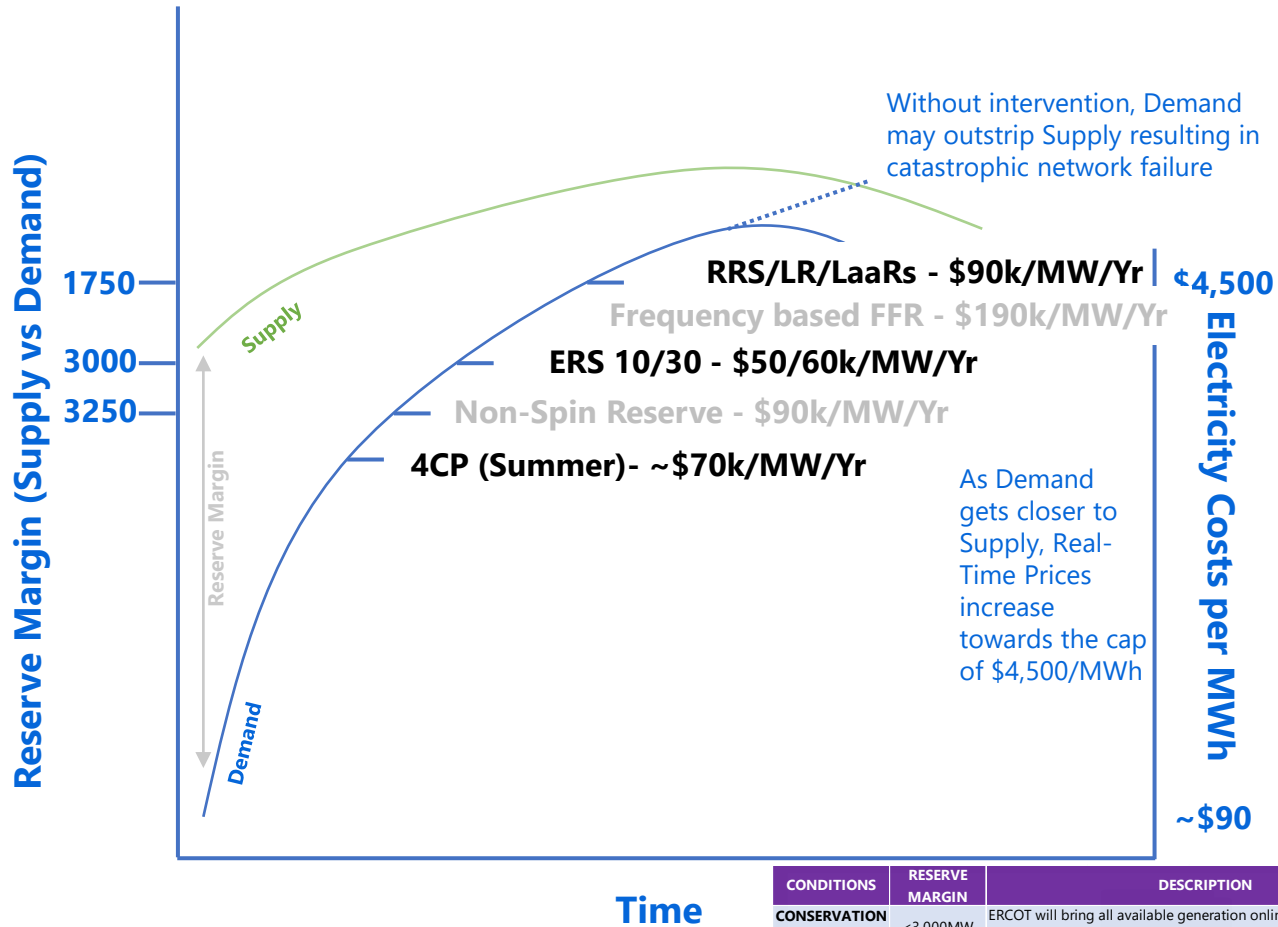 Without intervention, Demand
may outstrip Supply resulting in
catastrophic network failure
Reserve Margin (Supply vs Demand)
1750
3000
3250
Supply
Reserve Margin
Demand
RRS/LR/LaaRs - $90k/MW/Yr
Frequency based FFR - $190k/MW/Yr
ERS 10/30 - $50/60k/MW/Yr
Non-Spin Reserve - $90k/MW/Yr
4CP (Summer)- ~$70k/MW/Yr
As Demand
gets closer to
Supply, Real-
Time Prices
increase
towards the cap
of $4,500/MWh
$4,500
Electricity Costs per MWh
~$90
Time
CONDITIONS
RESERVE
MARGIN
DESCRIPTION
CONSERVATION
<3,000MW
ERCOT will bring all available generation